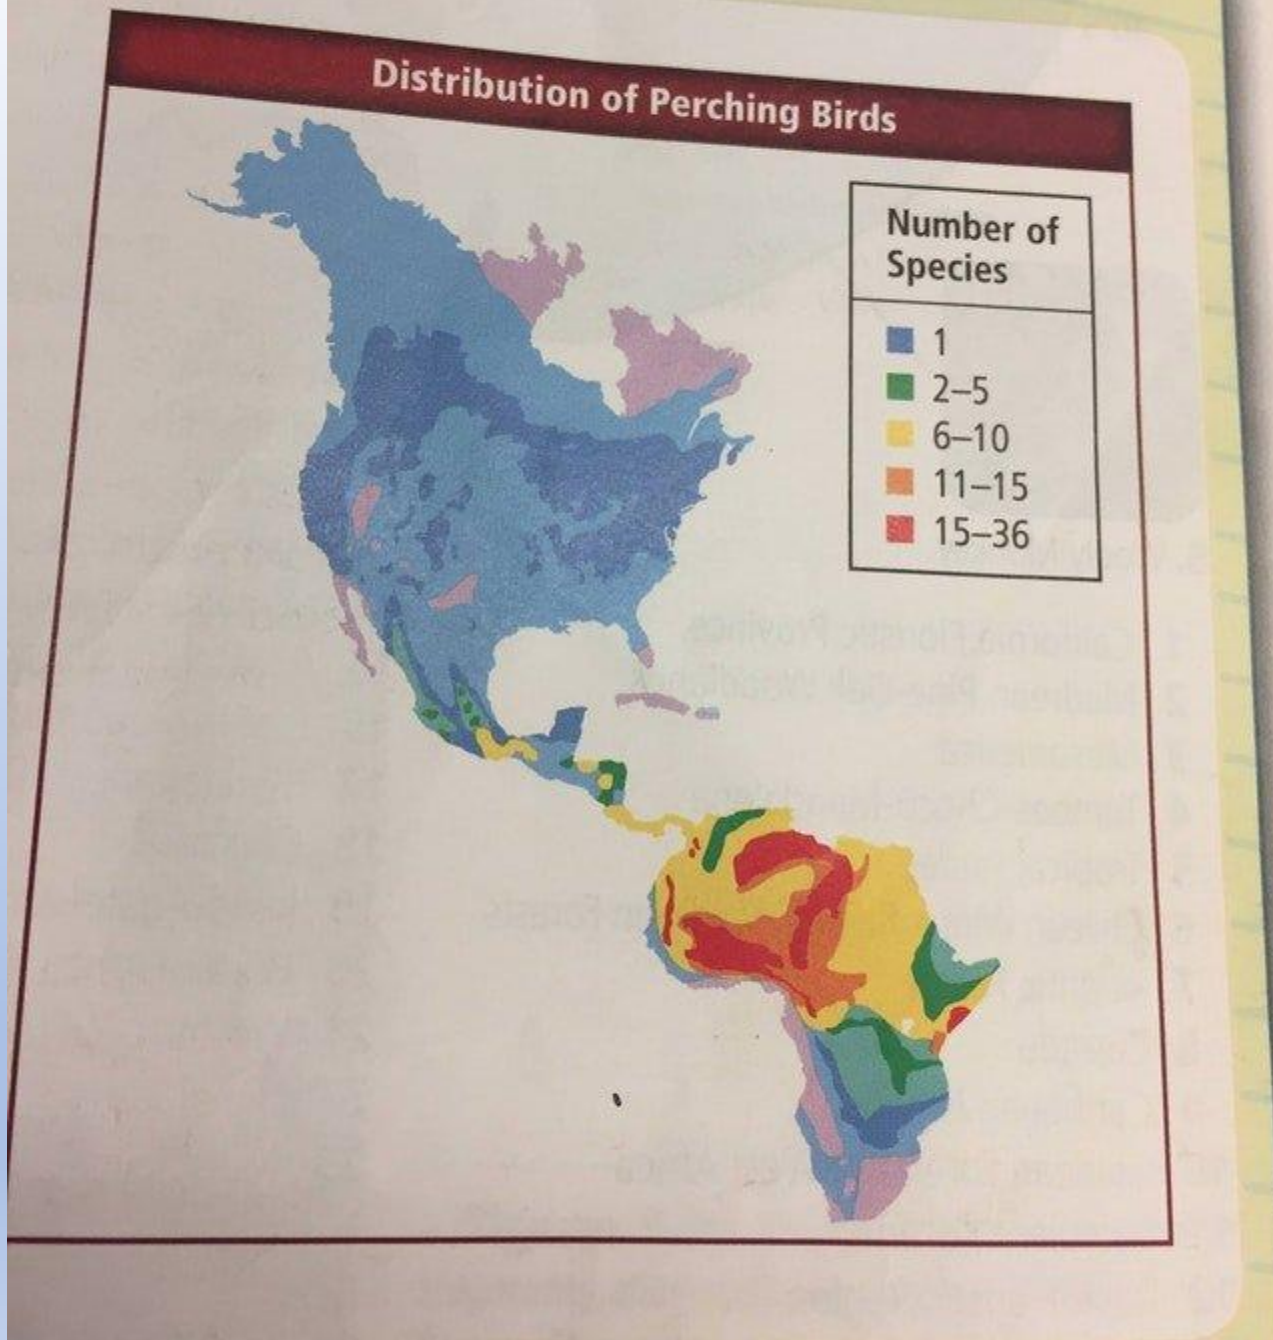 Distribution of Perching Birds
Number of
Species
1
2–5
6–10
11–15
15–36